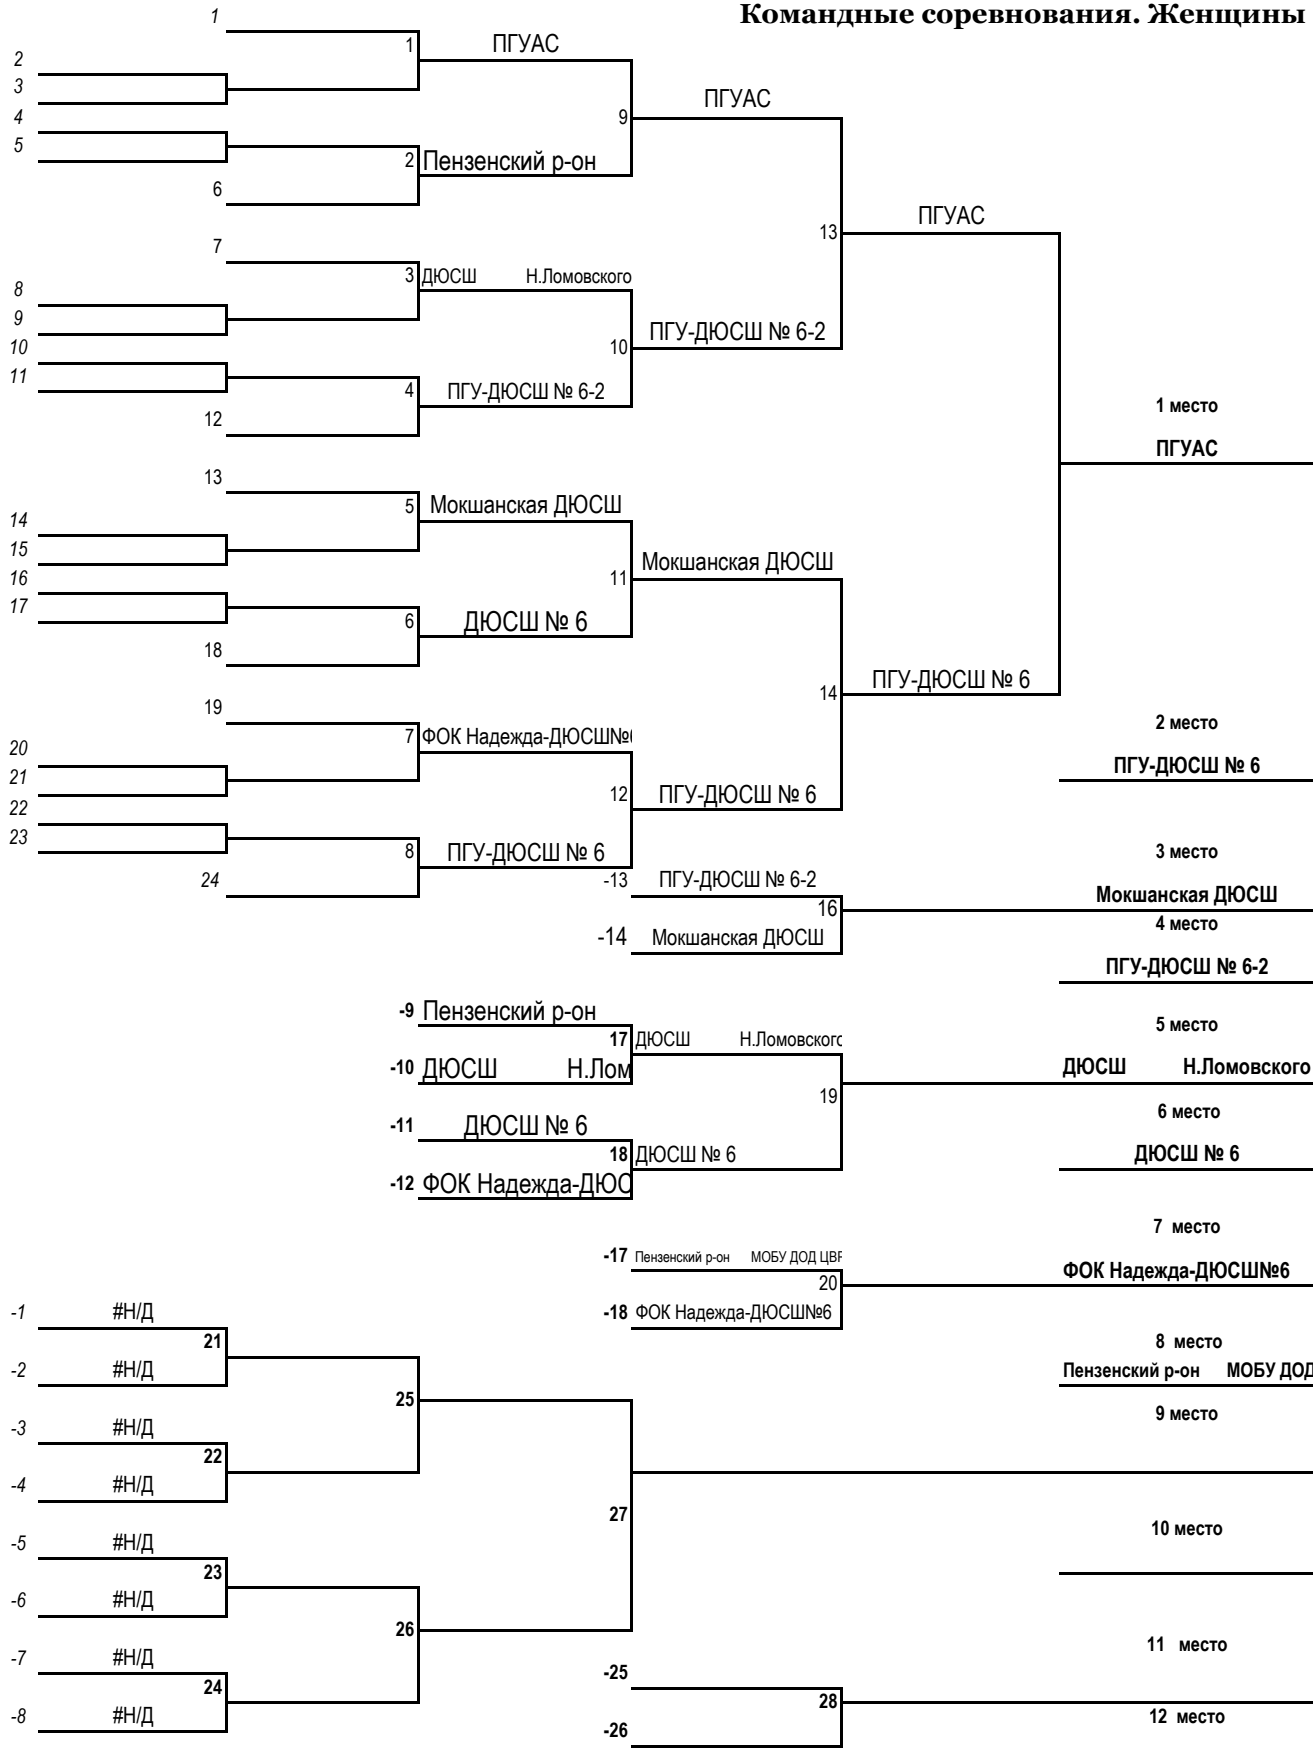 Командные соревнования. Женщины
1
1
ПГУАС
2
3
ПГУАС
4
9
5
2
Пензенский р-он
6
ПГУАС
13
7
3
ДЮСШ Н.Ломовского
8
9
ПГУ-ДЮСШ № 6-2
10
10
11
4
ПГУ-ДЮСШ № 6-2
12
1 место
ПГУАС
13
5
Мокшанская ДЮСШ
14
15
Мокшанская ДЮСШ
16
11
17
6
ДЮСШ № 6
18
ПГУ-ДЮСШ № 6
14
19
2 место
7
ФОК Надежда-ДЮСШ№6
20
ПГУ-ДЮСШ № 6
21
12
ПГУ-ДЮСШ № 6
22
23
8
ПГУ-ДЮСШ № 6
3 место
24
-13
ПГУ-ДЮСШ № 6-2
Мокшанская ДЮСШ
16
4 место
-14
Мокшанская ДЮСШ
ПГУ-ДЮСШ № 6-2
-9
Пензенский р-он
5 место
17
ДЮСШ Н.Ломовского
-10
ДЮСШ Н.Лом
ДЮСШ Н.Ломовского
19
6 место
-11
ДЮСШ № 6
18
ДЮСШ № 6
ДЮСШ № 6
-12
ФОК Надежда-ДЮС
7 место
-17
Пензенский р-он МОБУ ДОД ЦВР
ФОК Надежда-ДЮСШ№6
20
-18
ФОК Надежда-ДЮСШ№6
-1
#Н/Д
21
8 место
-2
#Н/Д
Пензенский р-он МОБУ ДОД
25
9 место
-3
#Н/Д
22
-4
#Н/Д
27
10 место
-5
#Н/Д
23
-6
#Н/Д
26
11 место
-7
#Н/Д
-25
24
28
-8
#Н/Д
12 место
-26